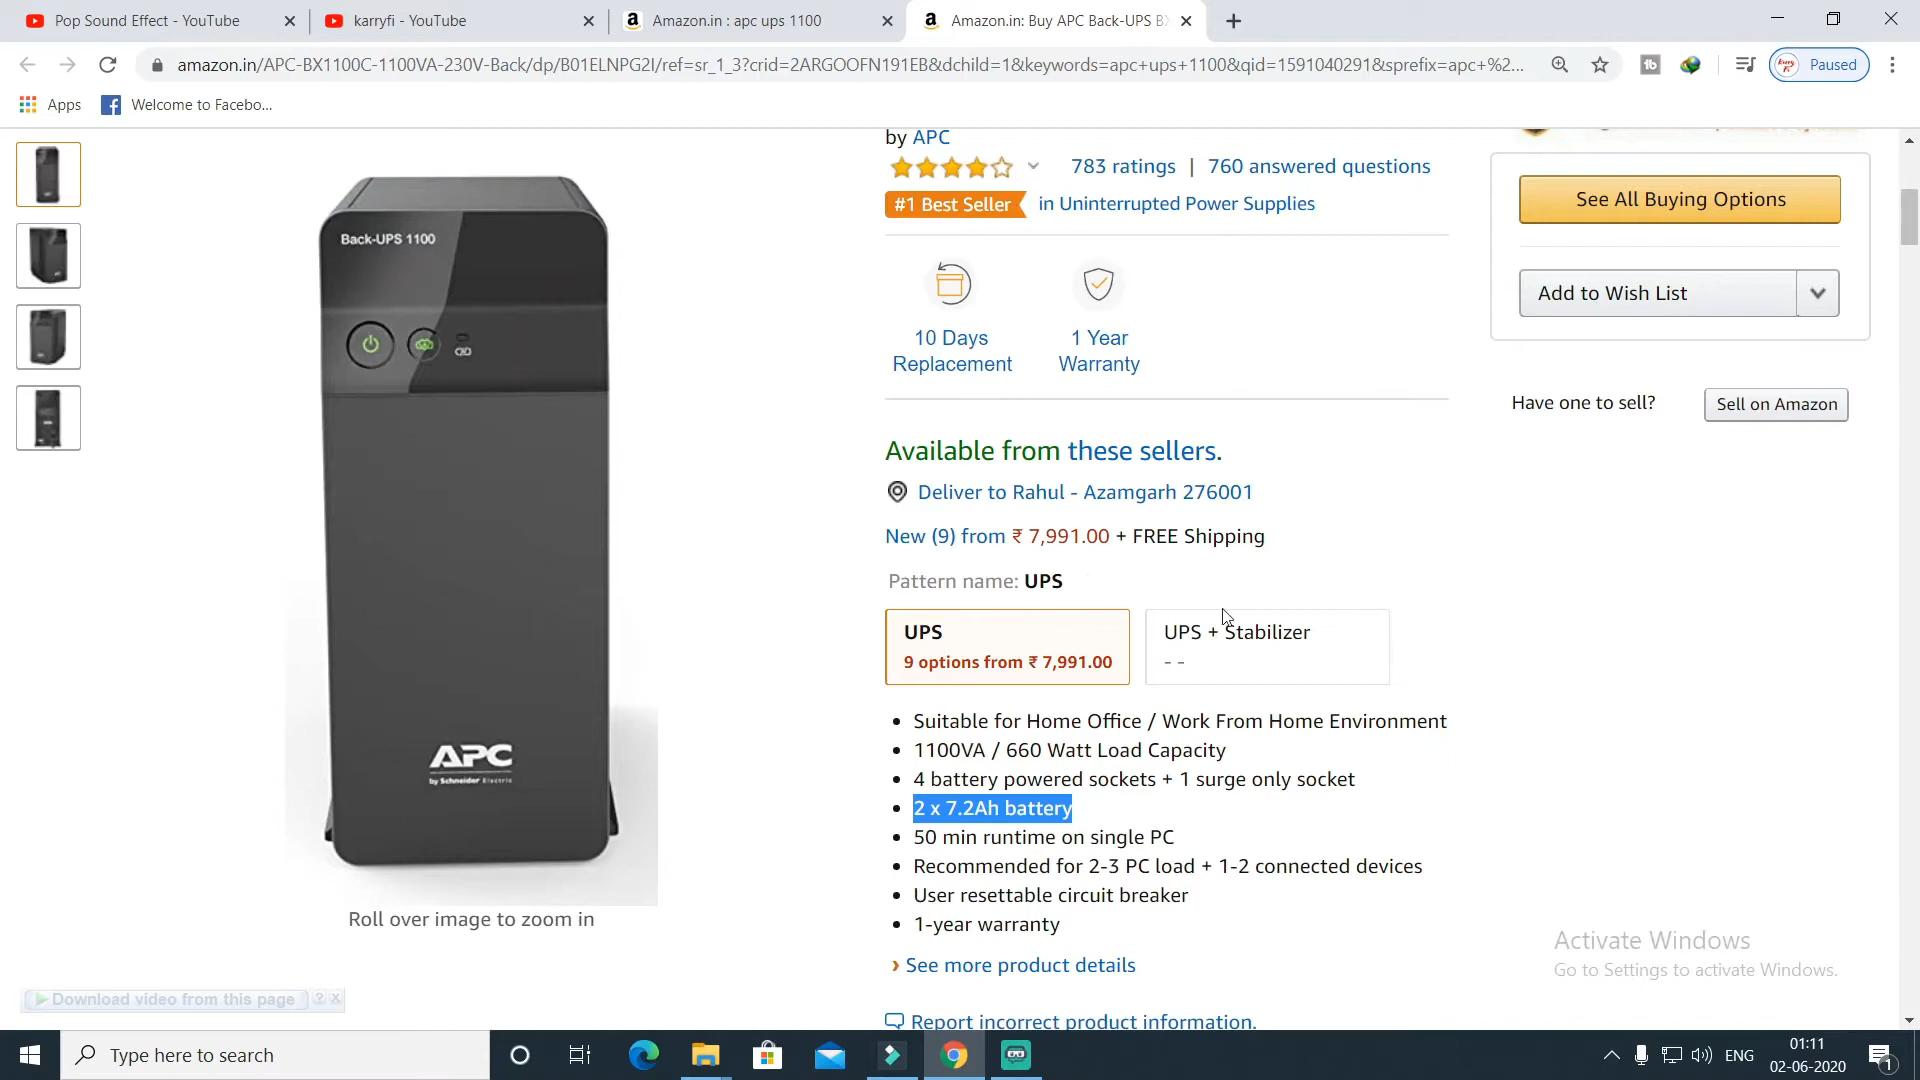 Pop Sound Effect - YouTube
karryfi - YouTube
Amazon.in : apc ups 1100
Amazon.in: Buy APC Back-UPS BX
amazon.in/APC-BX1100C-1100VA-230V-Back/dp/B01ELNPG2I/ref=sr_1_3?crid=2ARGOOFN191EB&dchild=1&keywords=apc+ups+1100&qid=1591040291&sprefix=apc+%2...
Paused
Apps
Welcome to Facebo...
by APC
783 ratings | 760 answered questions
#1 Best Seller in Uninterrupted Power Supplies
See All Buying Options
Add to Wish List
Have one to sell?
Sell on Amazon
Back-UPS 1100
APC
by Schneider Electric
Roll over image to zoom in
10 Days
Replacement
1 Year
Warranty
Available from these sellers.
Deliver to Rahul - Azamgarh 276001
New (9) from ₹ 7,991.00 + FREE Shipping
Pattern name: UPS
UPS
9 options from ₹ 7,991.00
UPS + Stabilizer
- -
• Suitable for Home Office / Work From Home Environment
• 1100VA / 660 Watt Load Capacity
• 4 battery powered sockets + 1 surge only socket
• 2 x 7.2Ah battery
• 50 min runtime on single PC
• Recommended for 2-3 PC load + 1-2 connected devices
• User resettable circuit breaker
• 1-year warranty
› See more product details
Report incorrect product information.
Activate Windows
Go to Settings to activate Windows.
Download video from this page ? x
Type here to search
ENG
01:11
02-06-2020
1